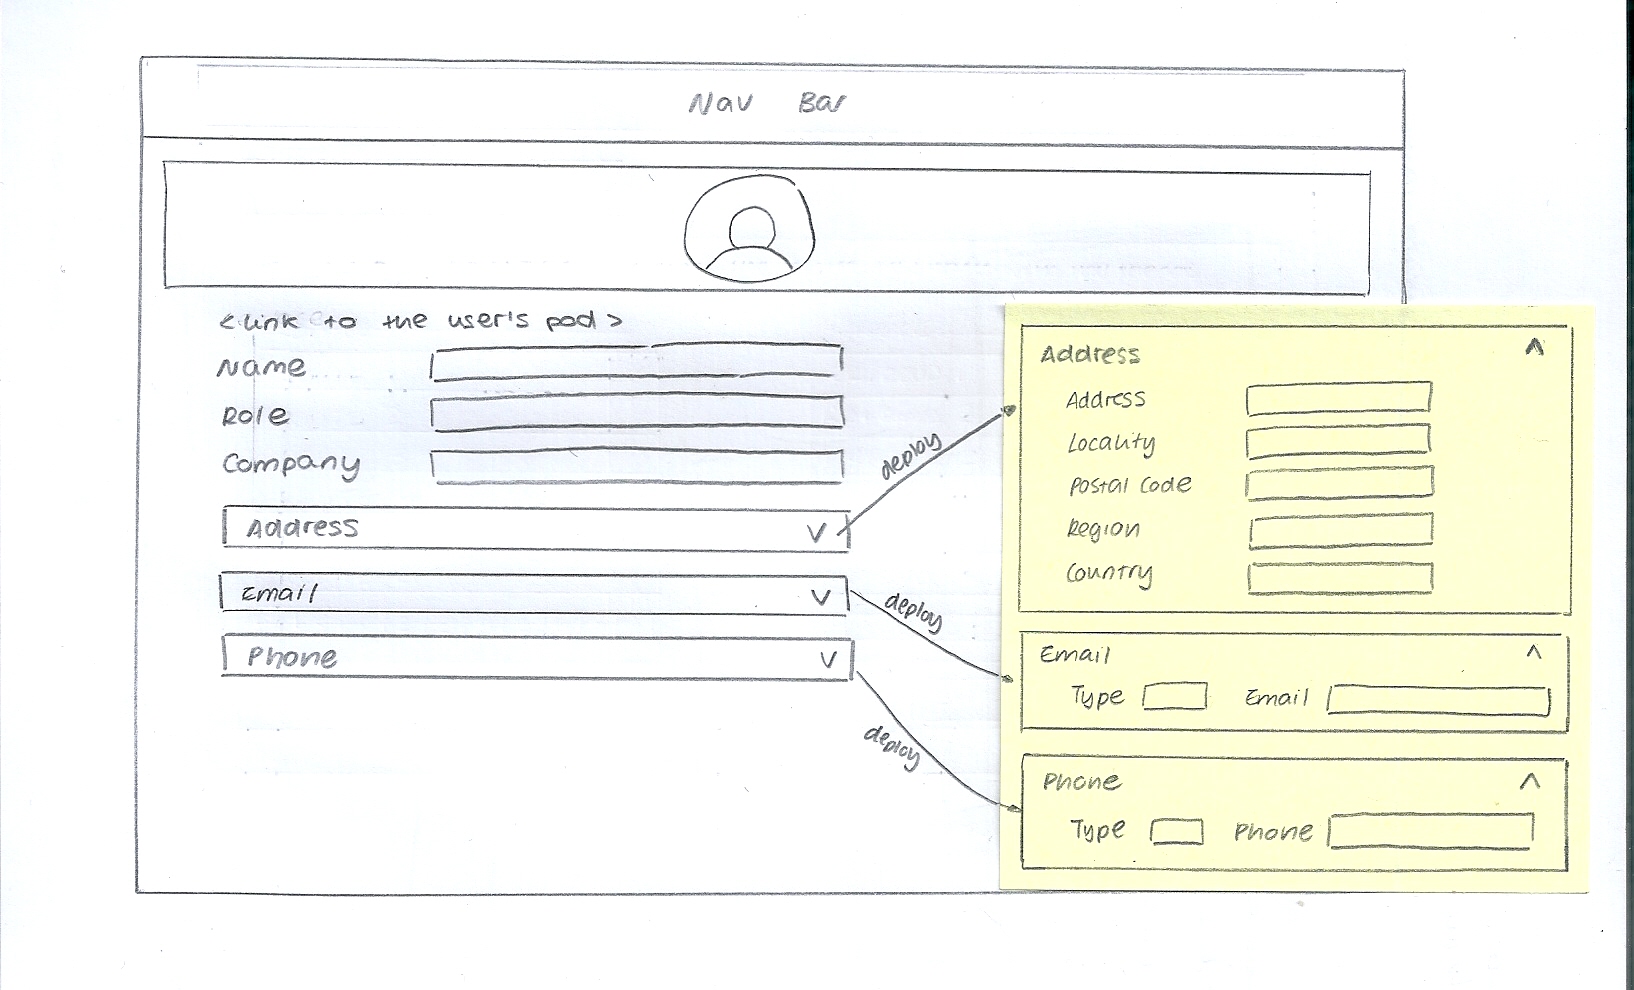 Nav Bar
<link to the user's pod>
Name
Role
Company
Address
Email
Phone
deploy
deploy
deploy
Address
Address
Locality
Postal Code
Region
Country
Email
Type Email
Phone
Type Phone